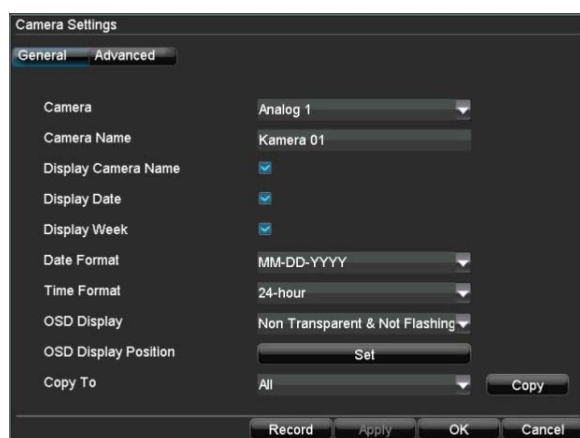 Camera Settings
General Advanced
Camera Analog 1
Camera Name Kamera 01
Display Camera Name
Display Date
Display Week
Date Format MM-DD-YYYY
Time Format 24-hour
OSD Display Non Transparent & Not Flashing
OSD Display Position Set
Copy To All Copy
Record Apply OK Cancel